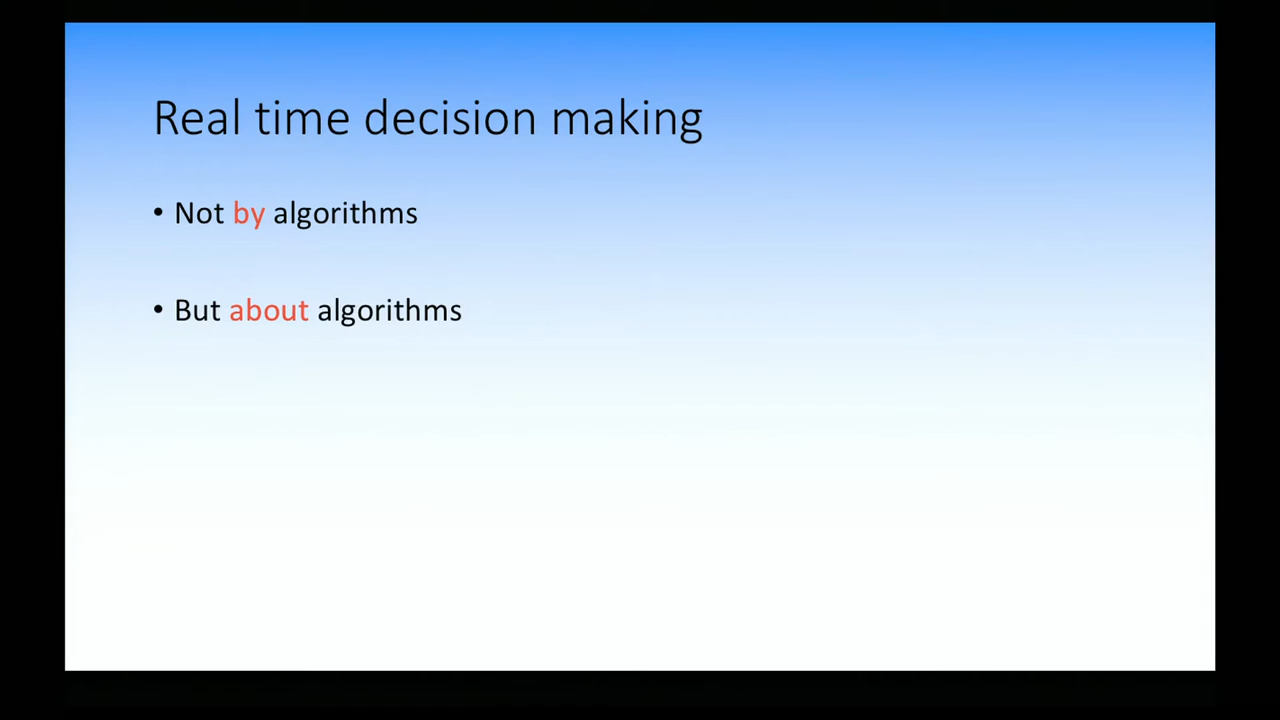 Real time decision making
• Not by algorithms
• But about algorithms